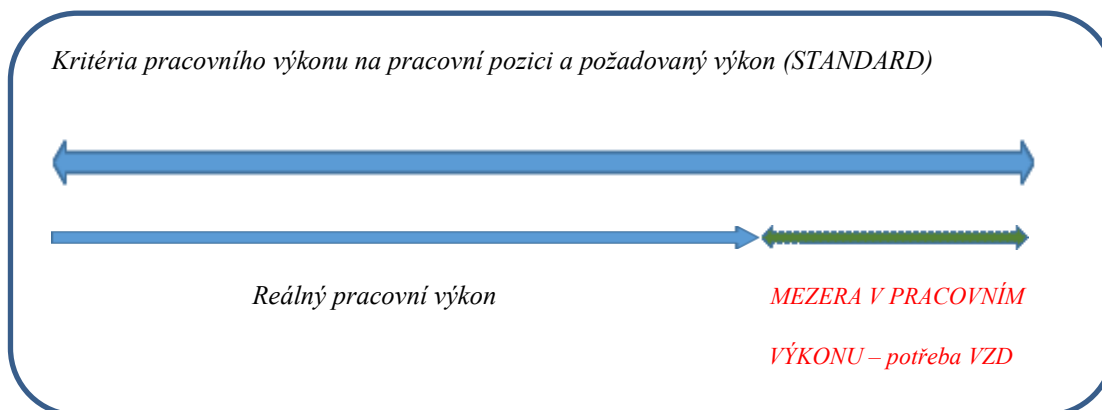 Kritéria pracovního výkonu na pracovní pozici a požadovaný výkon (STANDARD)
Reálný pracovní výkon
MEZERA V PRACOVNÍM
VÝKONU – potřeba VZD